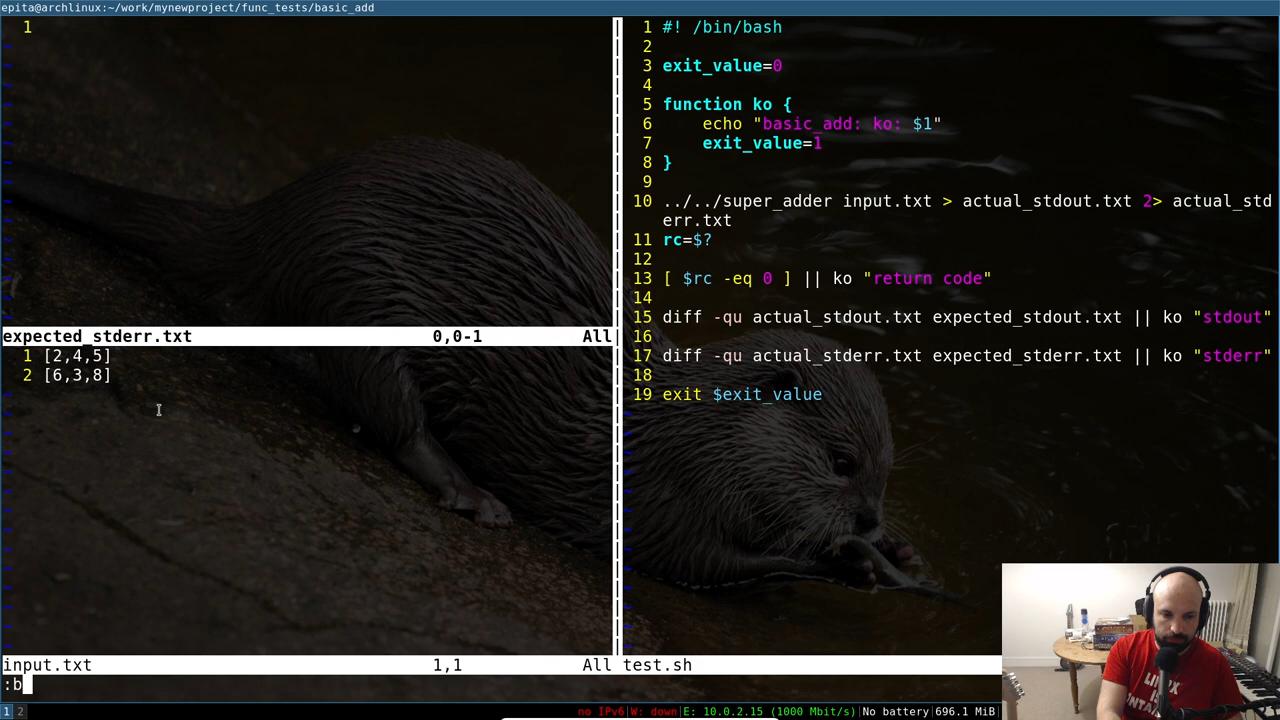 epita@archlinux:~/work/mynewproject/func_tests/basic_add
1
expected_stderr.txt 0,0-1 All
1 [2,4,5]
2 [6,3,8]
input.txt 1,1 All
:b
1 #! /bin/bash
2
3 exit_value=0
4
5 function ko {
6 echo "basic_add: ko: $1"
7 exit_value=1
8 }
9
10 ../../super_adder input.txt > actual_stdout.txt 2> actual_std
err.txt
11 rc=$?
12
13 [ $rc -eq 0 ] || ko "return code"
14
15 diff -qu actual_stdout.txt expected_stdout.txt || ko "stdout"
16
17 diff -qu actual_stderr.txt expected_stderr.txt || ko "stderr"
18
19 exit $exit_value
test.sh
LINUX
1 2 no IPv6|W: down|E: 10.0.2.15 (1000 Mbit/s)|No battery|696.1 MiB